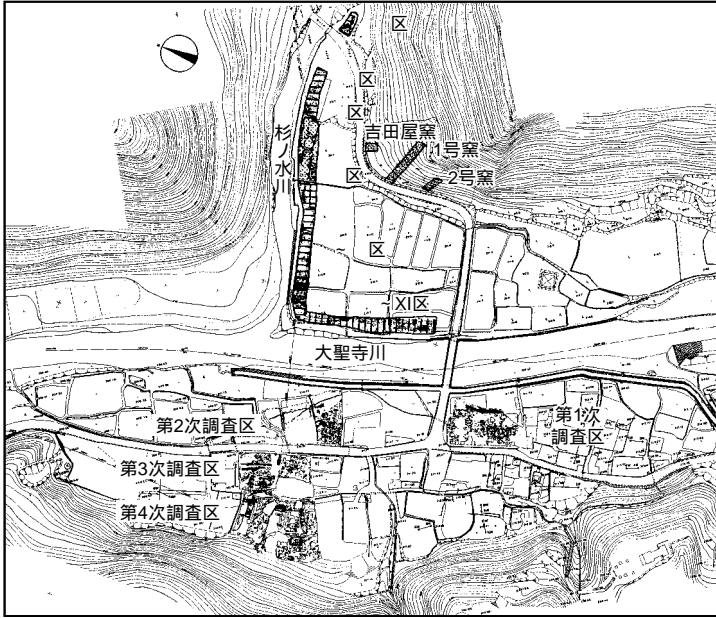 区
区
区
杉ノ水川
吉田屋窯
1号窯
区
2号窯
~
区
~XI区
大聖寺川
第2次調査区
第1次
調査区
第3次調査区
第4次調査区